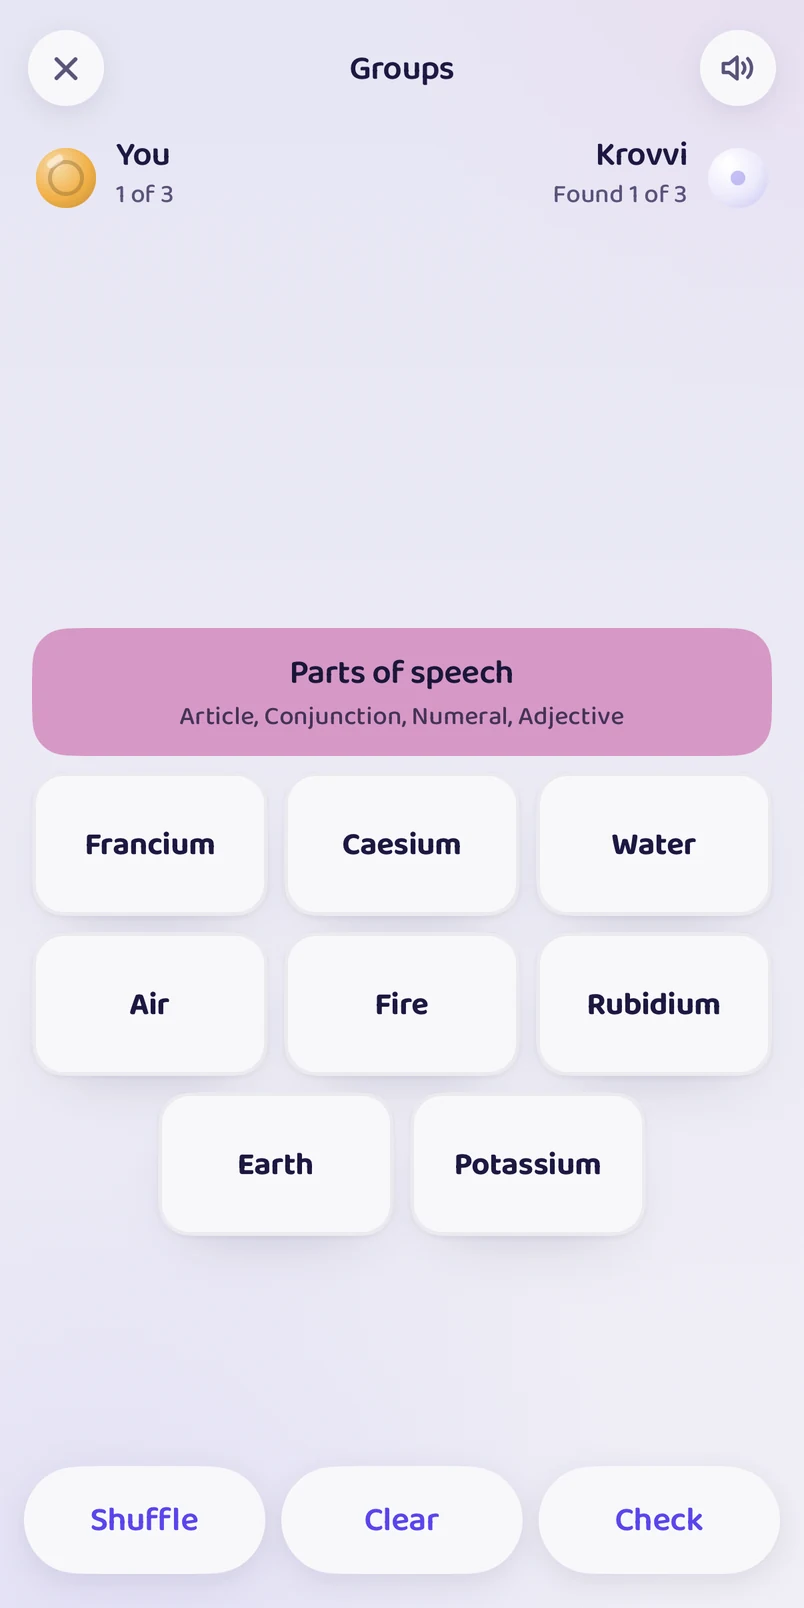 Groups
You
1 of 3
Krovvi
Found 1 of 3
Parts of speech
Article, Conjunction, Numeral, Adjective
Francium
Caesium
Water
Air
Fire
Rubidium
Earth
Potassium
Shuffle
Clear
Check